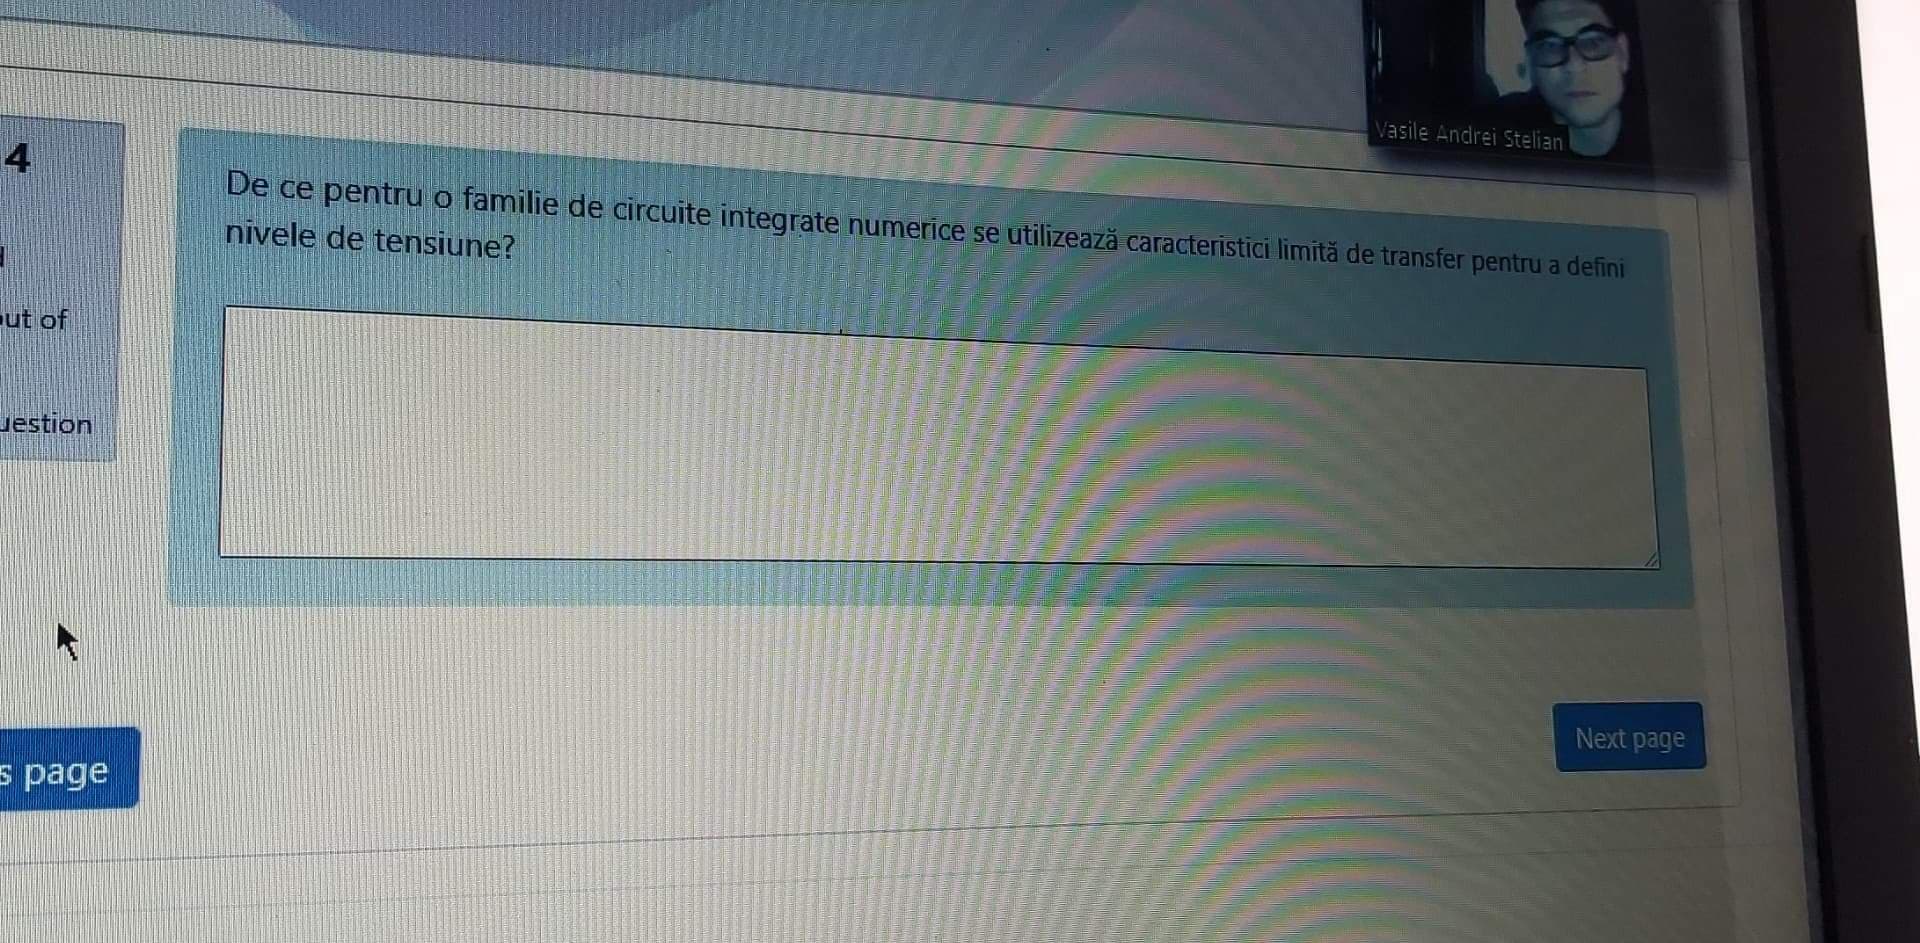 Vasile Andrei Stelian
4
De ce pentru o familie de circuite integrate numerice se utilizează caracteristici limită de transfer pentru a defini
nivele de tensiune?
out of
uestion
s page
Next page